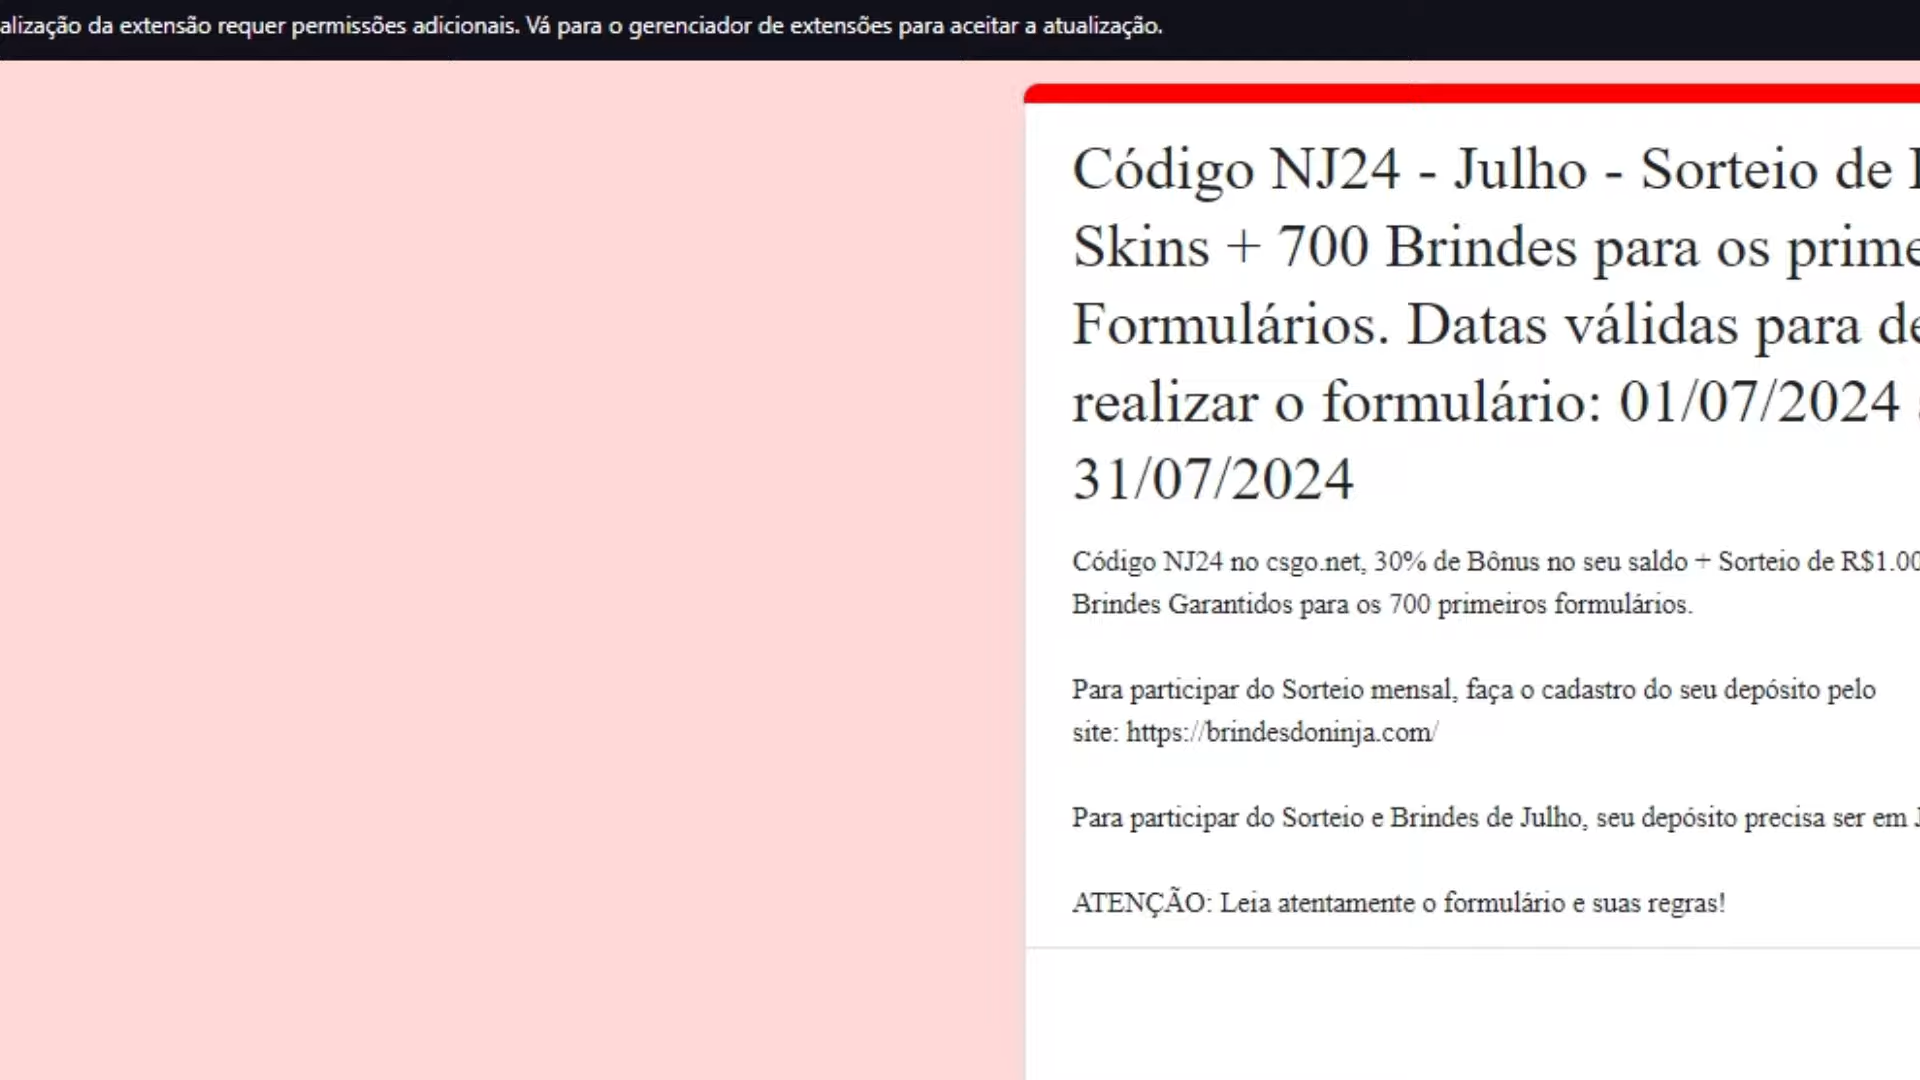 da extensão requer permissões adicionais. Vá para o gerenciador de extensões para aceitar a atualização.
Código NJ24 - Julho - Sorteio de
Skins + 700 Brindes para os
Formulários. Datas válidas para
realizar o formulário: 01/07/2024
31/07/2024
Código NJ24 no csgo.net, 30% de Bônus no seu saldo + Sorteio de R$1.00
Brindes Garantidos para os 700 primeiros formulários.
Para participar do Sorteio mensal, faça o cadastro do seu depósito pelo
site: https://brindesdoninja.com/
Para participar do Sorteio e Brindes de Julho, seu depósito precisa ser em
ATENÇÃO: Leia atentamente o formulário e suas regras!